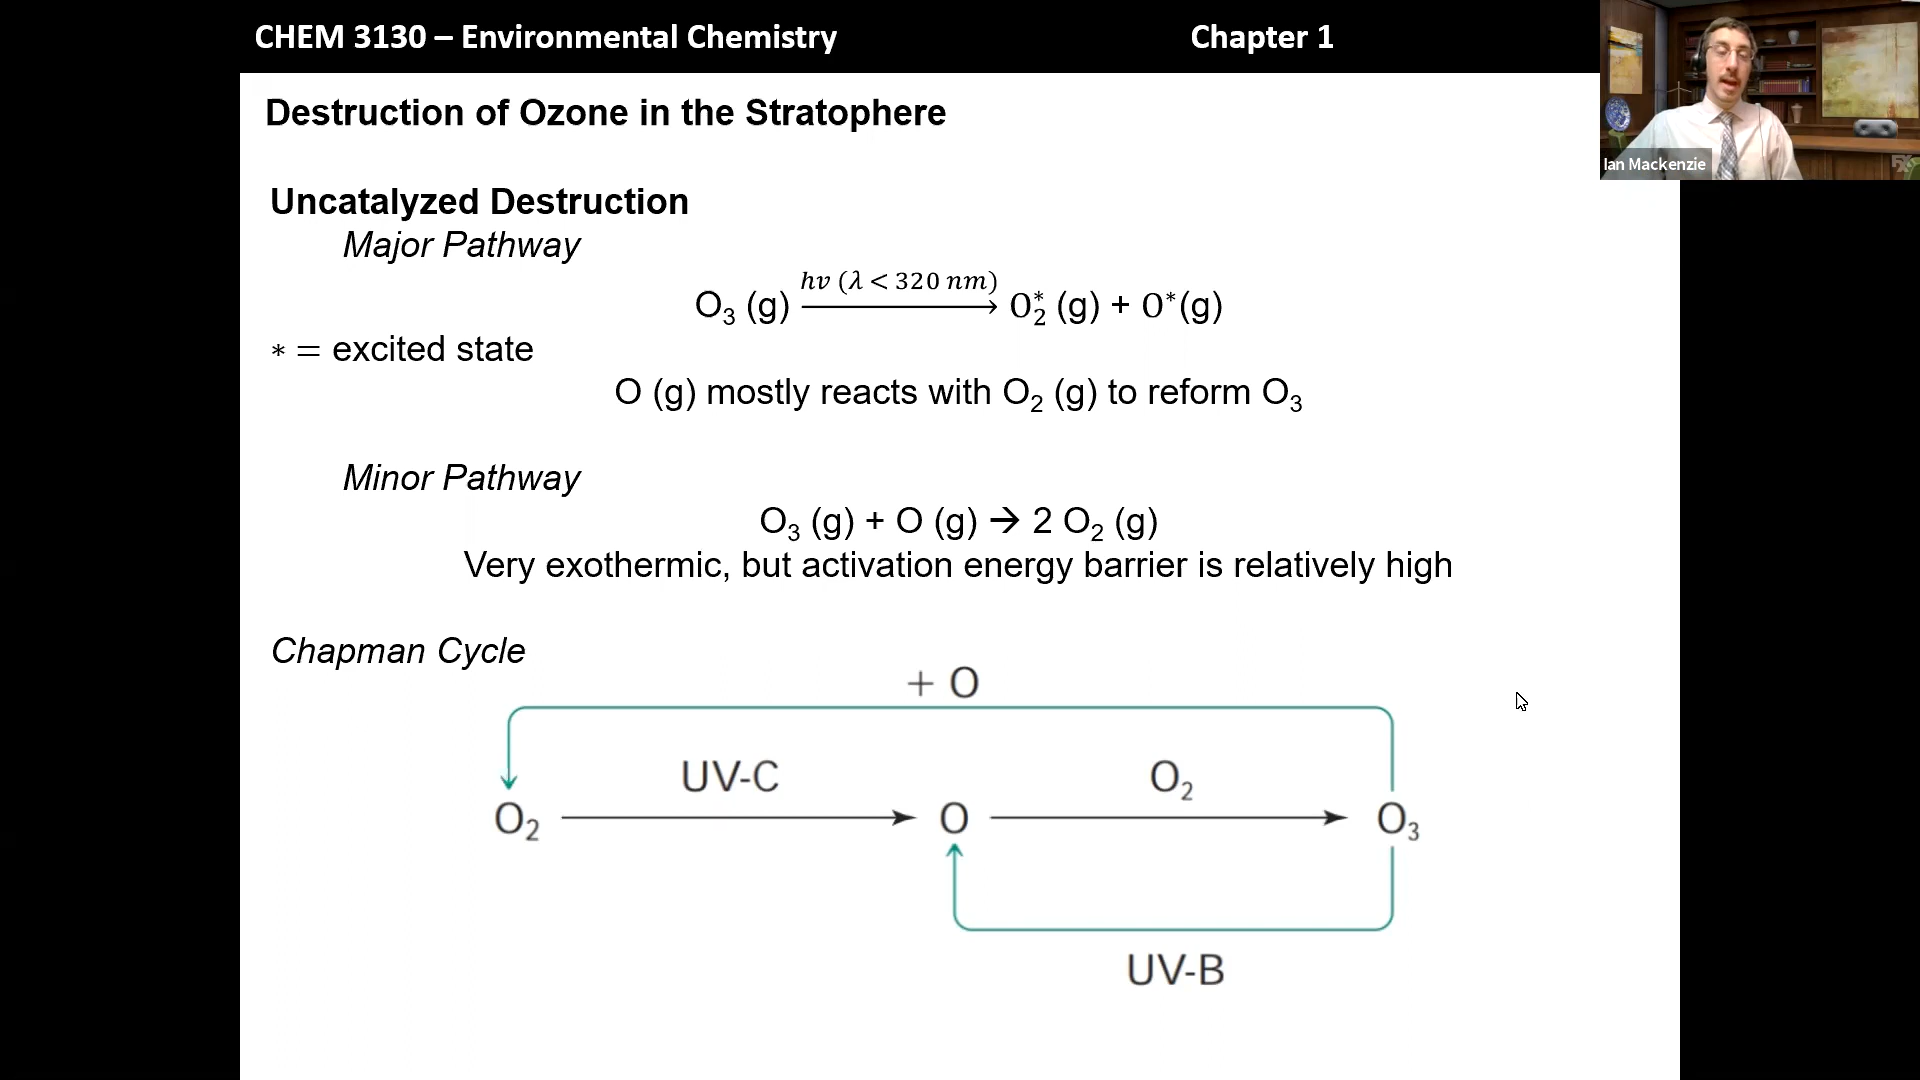 CHEM 3130 – Environmental Chemistry
Chapter 1
Ian Mackenzie
Destruction of Ozone in the Stratophere
Uncatalyzed Destruction
Major Pathway
O₃ (g) hv (λ < 320 nm) → O₂* (g) + O*(g)
* = excited state
O (g) mostly reacts with O₂ (g) to reform O₃
Minor Pathway
O₃ (g) + O (g) → 2 O₂ (g)
Very exothermic, but activation energy barrier is relatively high
Chapman Cycle
+ O
UV-C
O₂
O₂ → O → O₃
UV-B